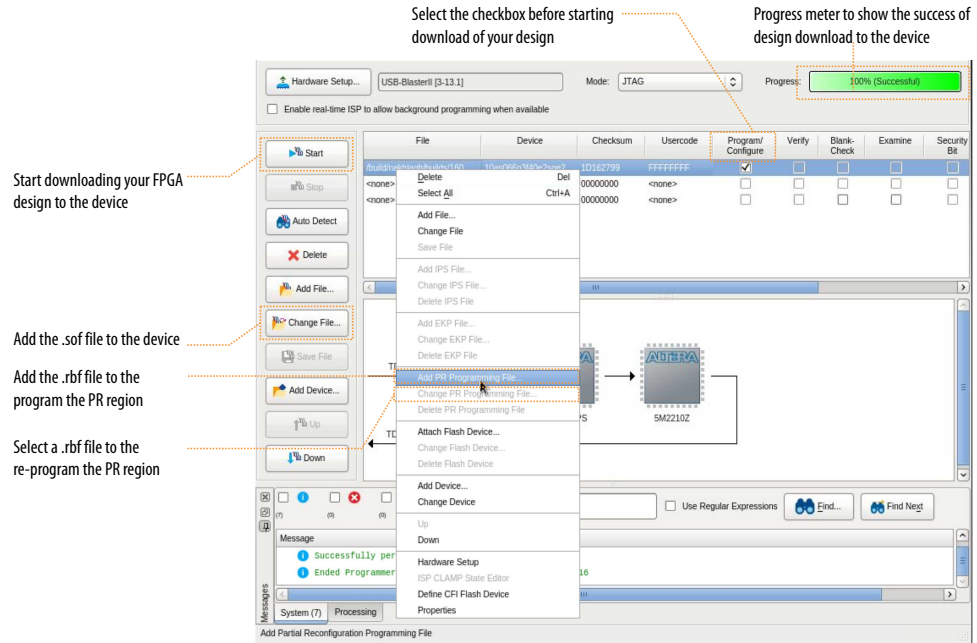 Select the checkbox before starting
download of your design
Progress meter to show the success of
design download to the device
Hardware Setup...
USB-BlasterII [3-13.1]
Mode:
JTAG
Progress:
100% (Successful)
Enable real-time ISP to allow background programming when available
Start downloading your FPGA
design to the device
Add the .sof file to the device
Add the .rbf file to the
program the PR region
Select a .rbf file to the
re-program the PR region
Start
Stop
Auto Detect
Delete
Add File...
Change File...
Save File
Add Device...
Up
Down
File
Device
Checksum
Usercode
Program/
Configure
Verify
Blank-
Check
Examine
Security
Bit
1D162799
FFFFFFFF
<none>
00000000
<none>
<none>
00000000
<none>
Delete Del
Select All Ctrl+A
Add File...
Change File
Save File
Add IPS File...
Change IPS File...
Delete IPS File
Add EKP File...
Change EKP File...
Delete EKP File
Add PR Programming File...
Change PR Programming File...
Delete PR Programming File
Attach Flash Device...
Change Flash Device...
Delete Flash Device
Add Device...
Change Device
Up
Down
Hardware Setup
ISP CLAMP State Editor
Define CFI Flash Device
Properties
ALTERA
5M2210Z
(7)
(0)
(0)
Use Regular Expressions
Find...
Find Next
Message
Successfully per
Ended Programmer
16
Messages
System (7)
Processing
Add Partial Reconfiguration Programming File